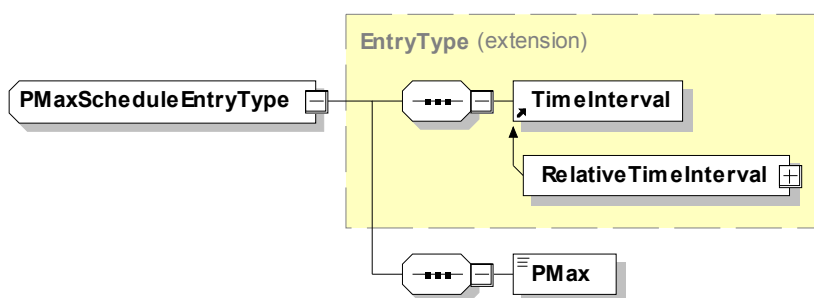 EntryType (extension)
PMaxScheduleEntryType
TimeInterval
RelativeTimeInterval
PMax